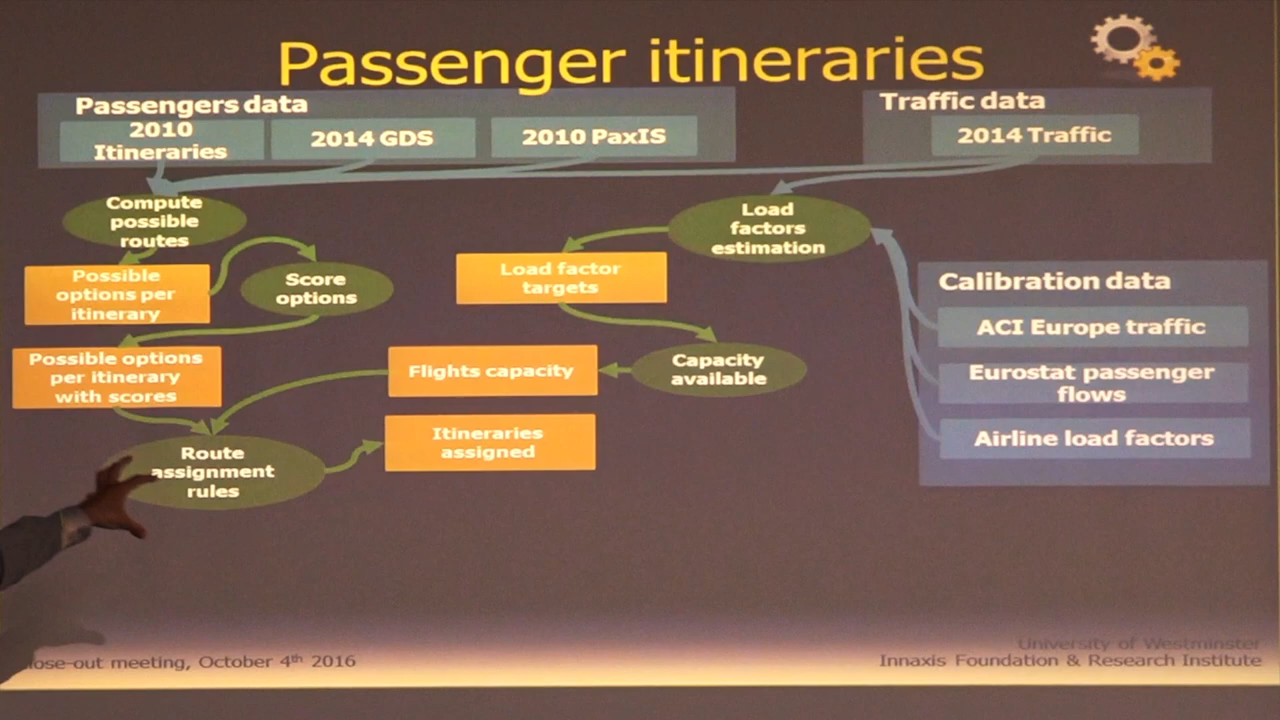 Passenger itineraries
Passengers data
2010
Itineraries
2014 GDS
2010 PaxIS
Traffic data
2014 Traffic
Compute
possible
routes
Load
factors
estimation
Possible
options per
itinerary
Score
options
Load factor
targets
Calibration data
ACI Europe traffic
Eurostat passenger
flows
Airline load factors
Possible options
per itinerary
with scores
Flights capacity
Capacity
available
Route
assignment
rules
Itineraries
assigned
lose-out meeting, October 4th 2016
University of Westminster
Innaxis Foundation & Research Institute